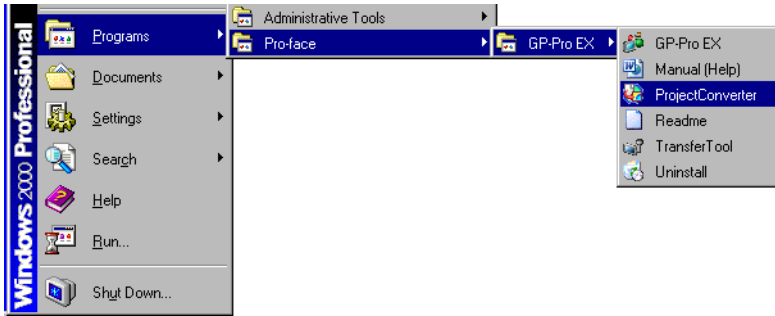 Windows 2000 Professional
Programs
Documents
Settings
Search
Help
Run...
Shut Down...
Administrative Tools
Pro-face
GP-Pro EX
GP-Pro EX
Manual (Help)
ProjectConverter
Readme
TransferTool
Uninstall